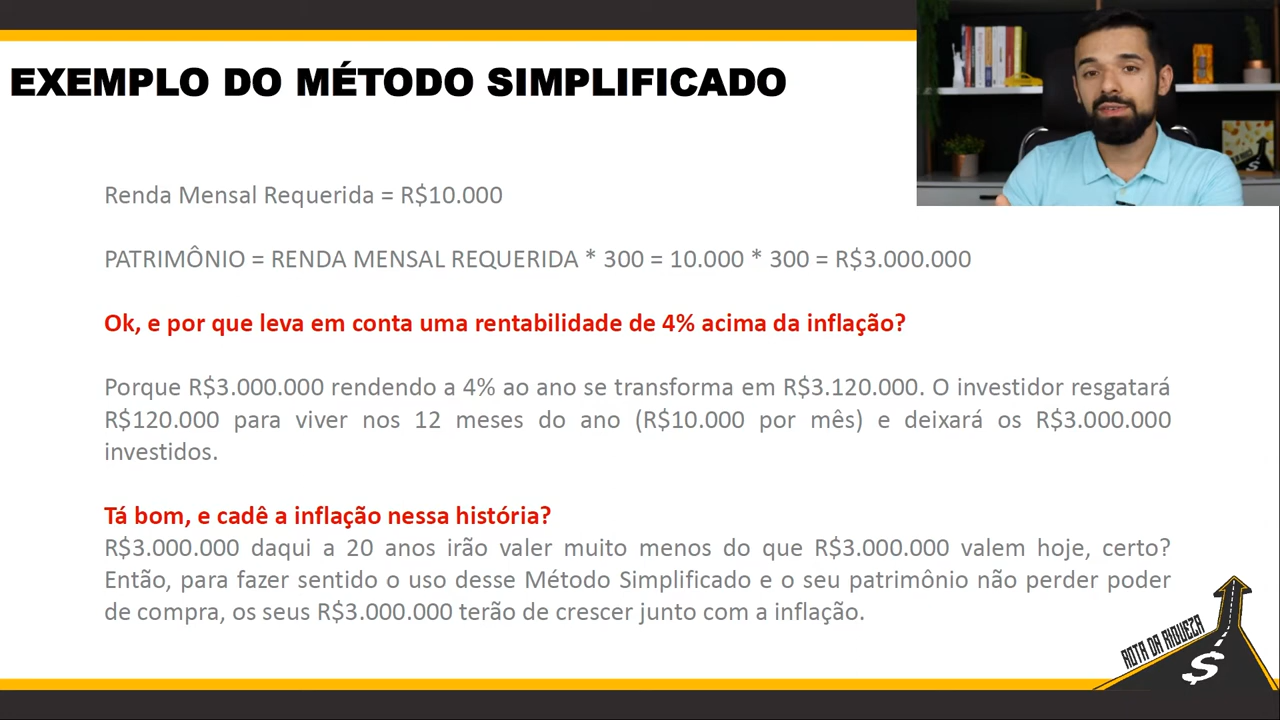 EXEMPLO DO MÉTODO SIMPLIFICADO
Renda Mensal Requerida = R$10.000
PATRIMÔNIO = RENDA MENSAL REQUERIDA * 300 = 10.000 * 300 = R$3.000.000
Ok, e por que leva em conta uma rentabilidade de 4% acima da inflação?
Porque R$3.000.000 rendendo a 4% ao ano se transforma em R$3.120.000. O investidor resgatará
R$120.000 para viver nos 12 meses do ano (R$10.000 por mês) e deixará os R$3.000.000
investidos.
Tá bom, e cadê a inflação nessa história?
R$3.000.000 daqui a 20 anos irão valer muito menos do que R$3.000.000 valem hoje, certo?
Então, para fazer sentido o uso desse Método Simplificado e o seu patrimônio não perder poder
de compra, os seus R$3.000.000 terão de crescer junto com a inflação.
ROTA DA RIQUEZA
$